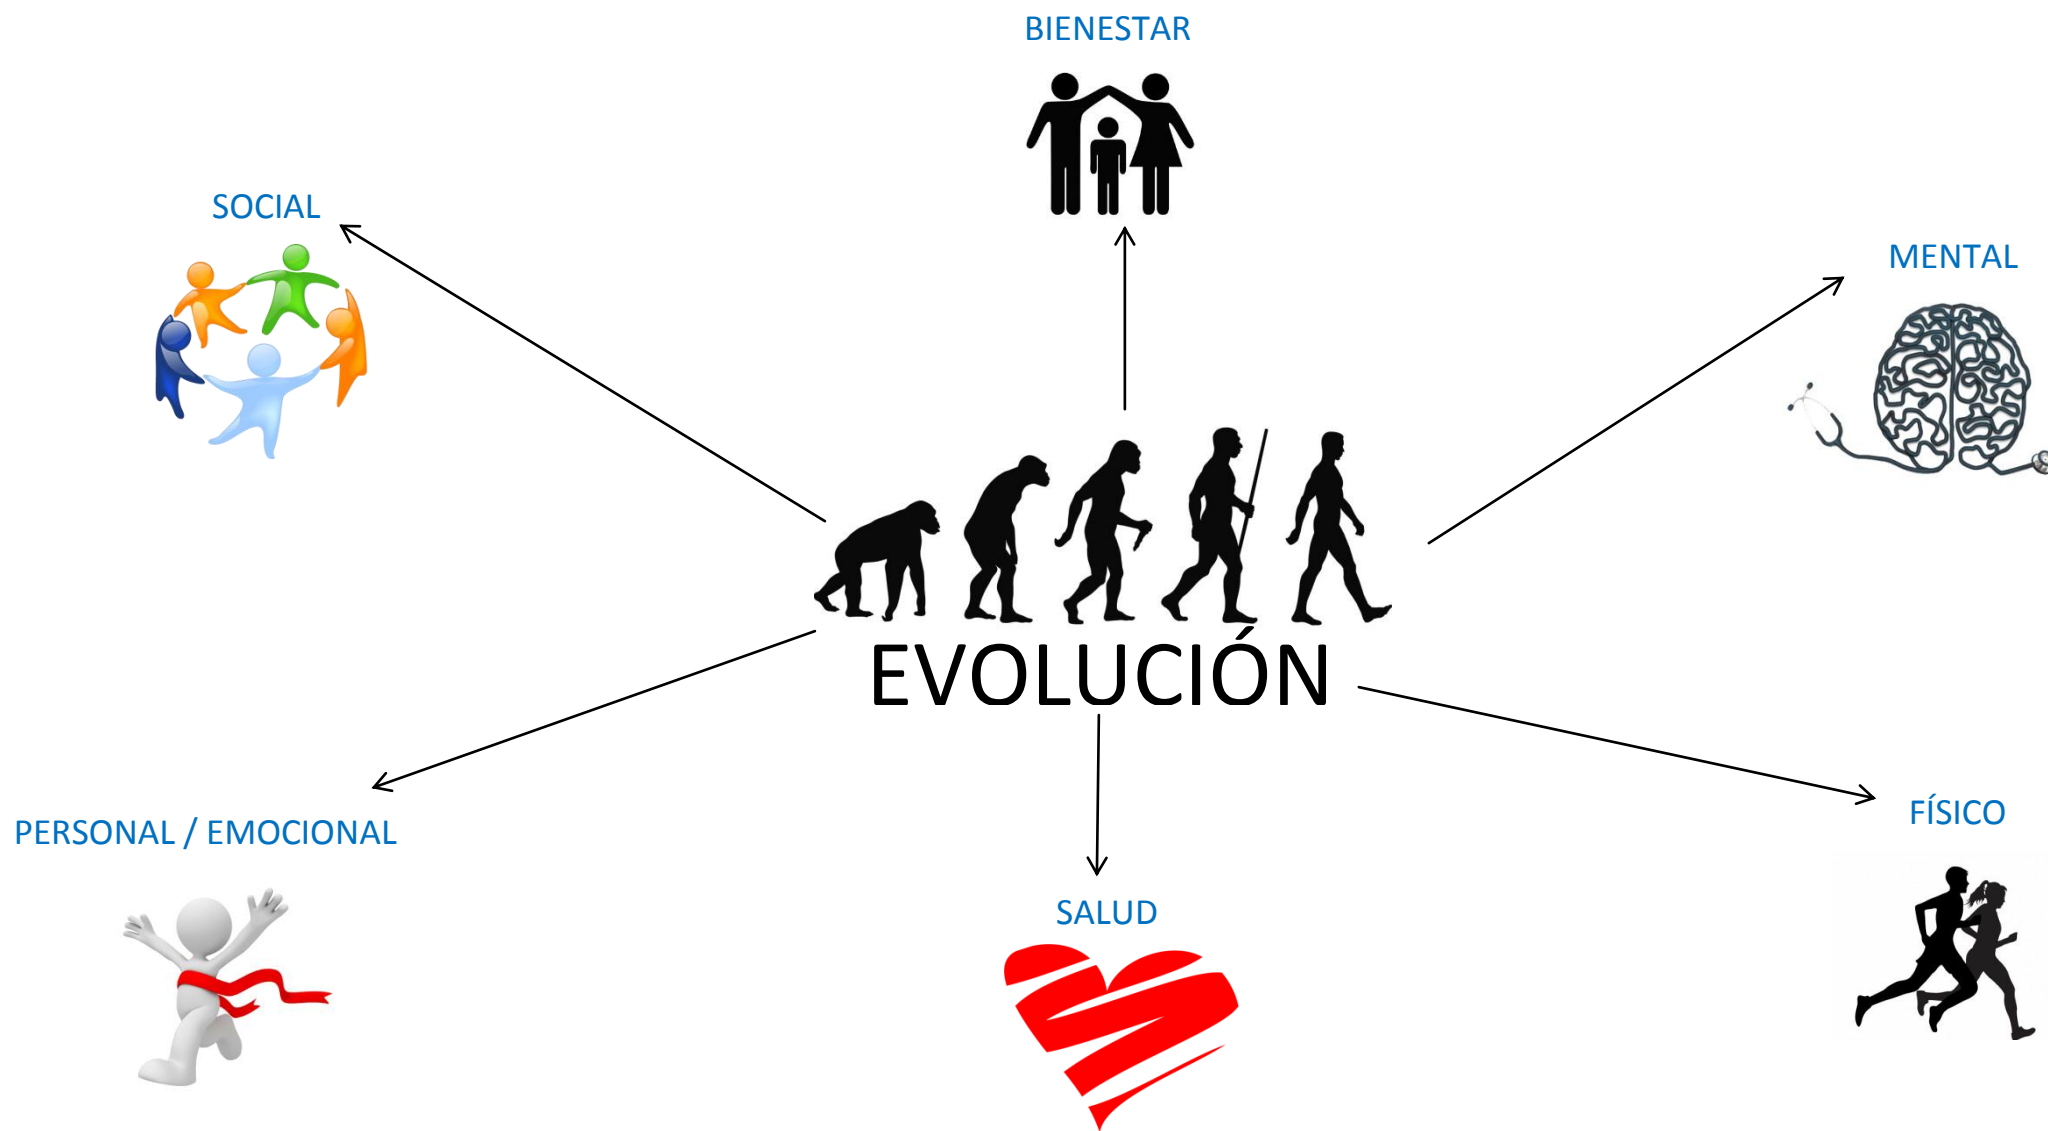 BIENESTAR
SOCIAL
MENTAL
EVOLUCIÓN
PERSONAL / EMOCIONAL
FÍSICO
SALUD